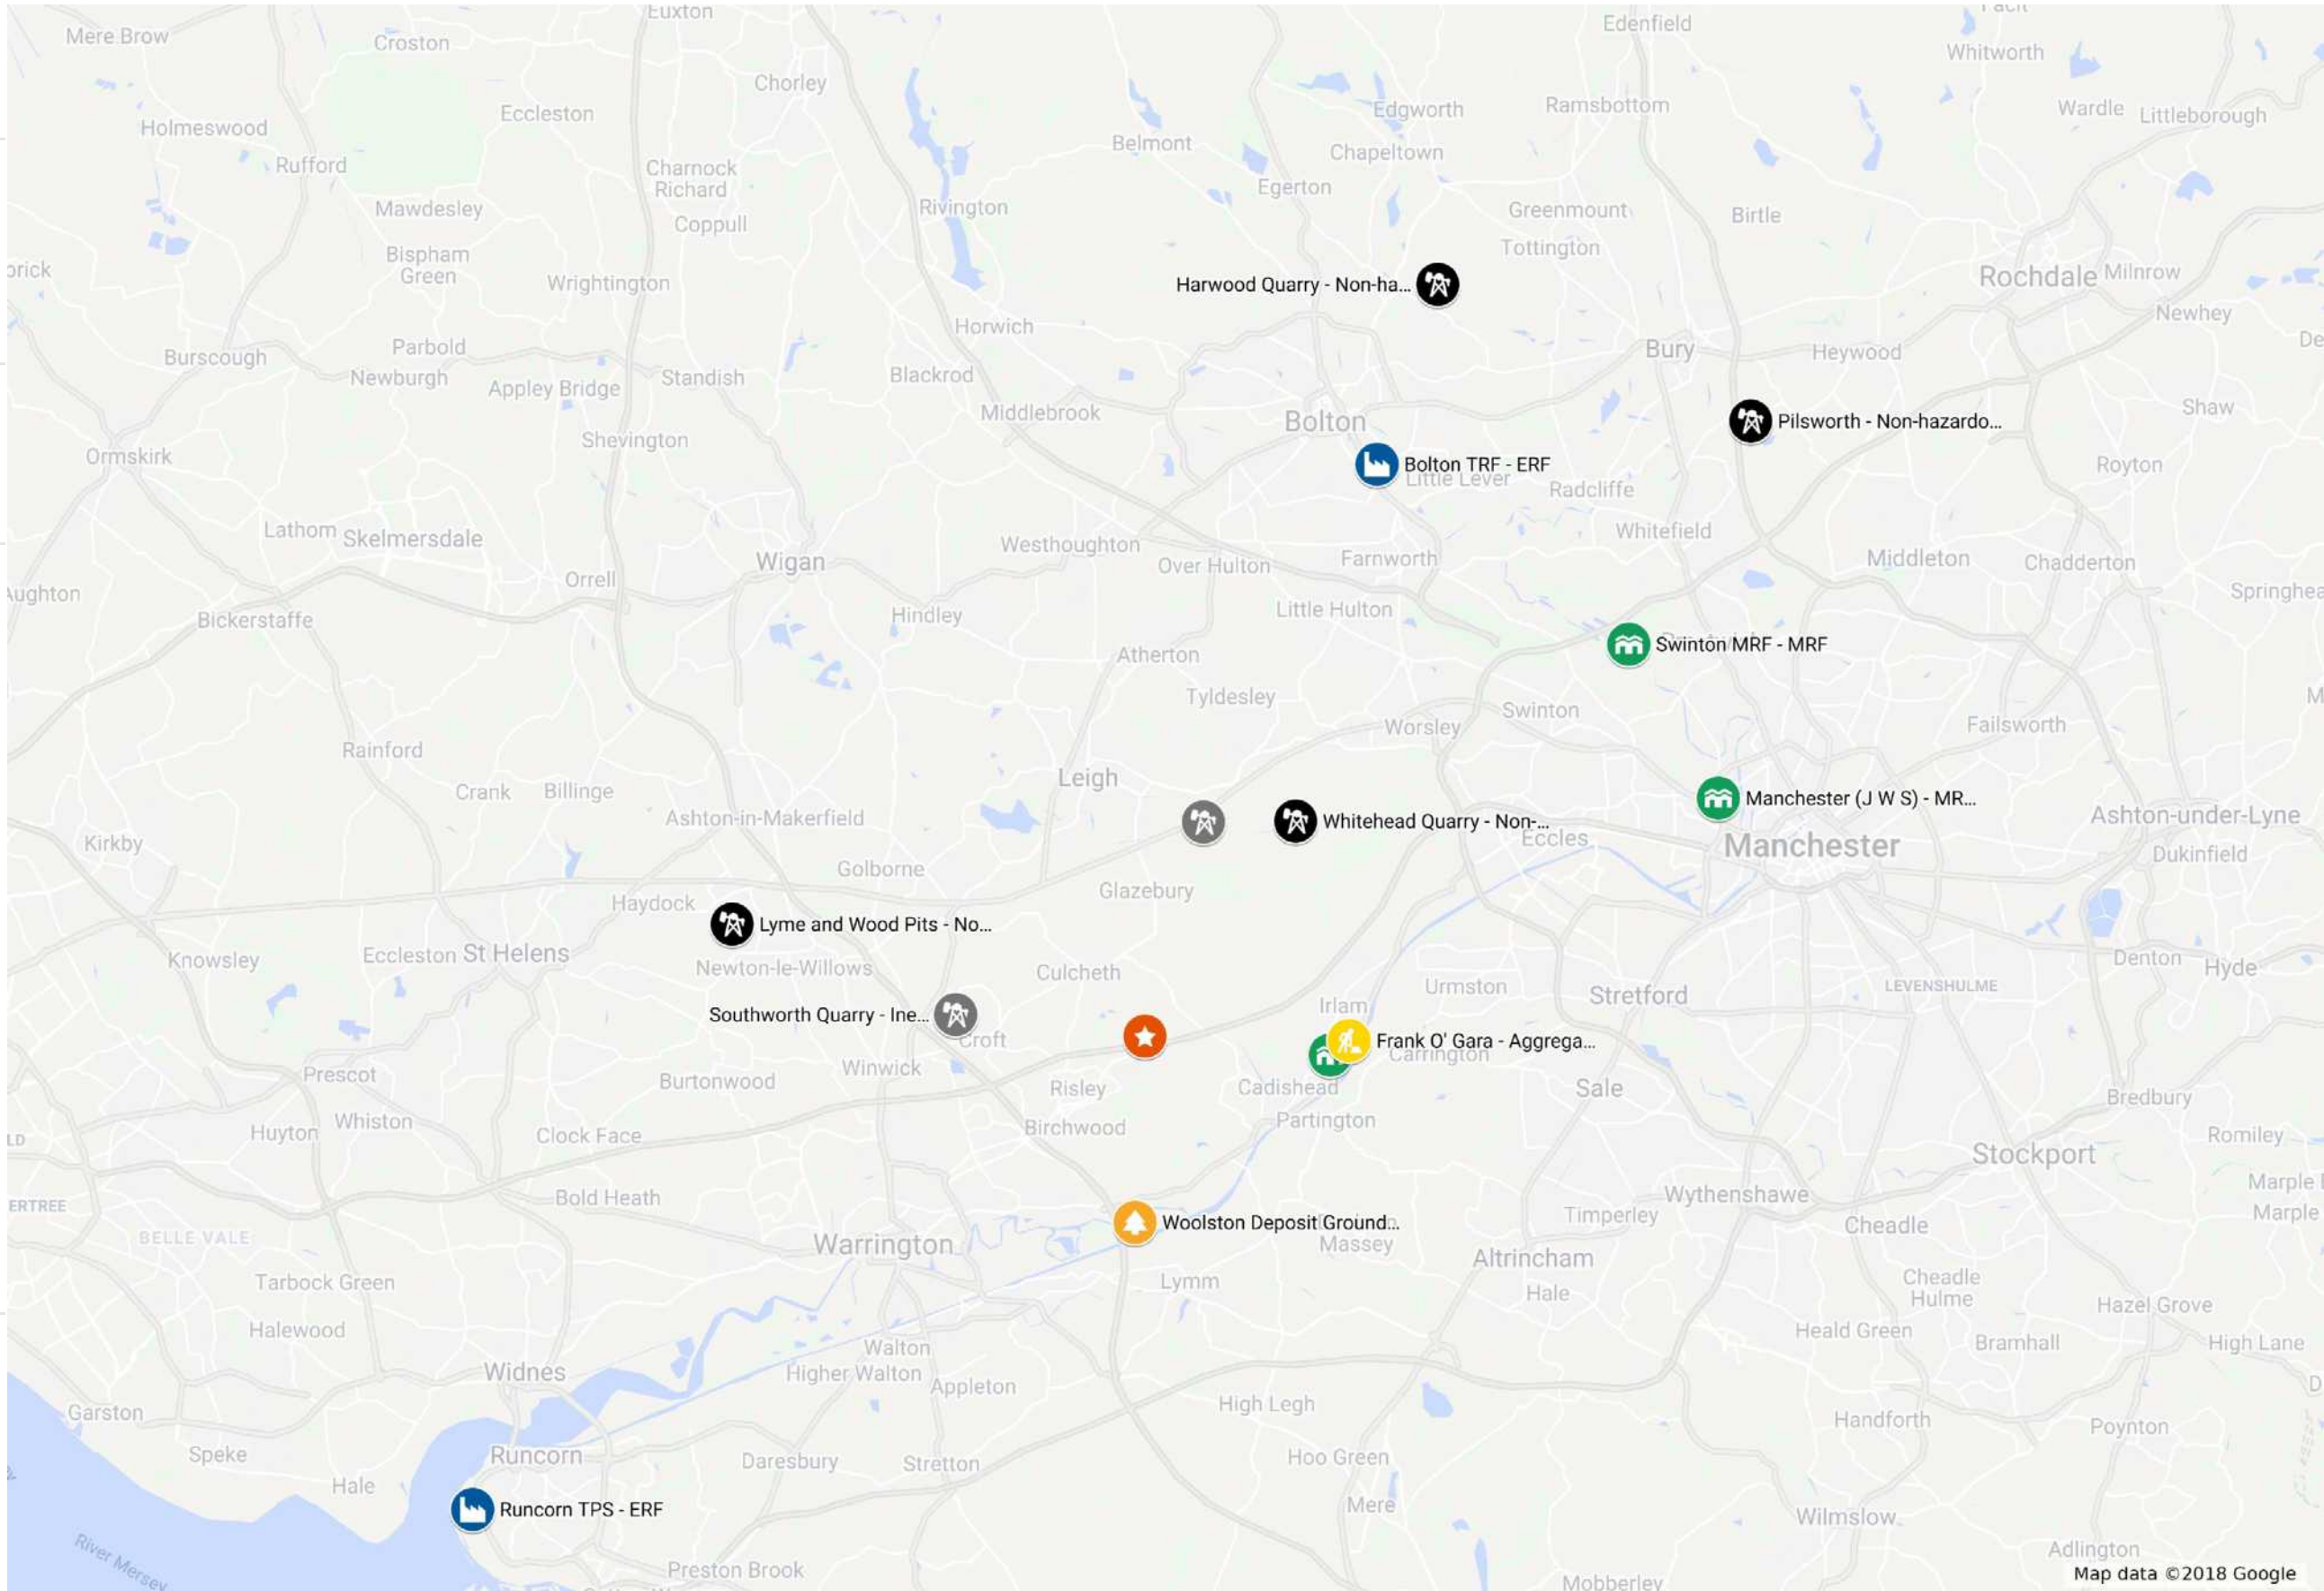 Euxton
Edenfield
Mere Brow
Croston
Whitworth
Chorley
Eccleston
Edgworth
Ramsbottom
Wardle
Littleborough
Holmeswood
Belmont
Chapeltown
Rufford
Charnock
Richard
Egerton
Mawdesley
Rivington
Greenmount
Birtle
Coppull
Tottington
Bispham
Green
Wrightington
Harwood Quarry - Non-ha...
Rochdale
Milnrow
Newhey
Horwich
Burscough
Parbold
Bury
Heywood
Newburgh
Appley Bridge
Standish
Blackrod
Middlebrook
Bolton
Pilsworth - Non-hazardo...
Shaw
Shevington
Ormskirk
Bolton TRF - ERF
Little Lever
Radcliffe
Royton
Lathom
Skelmersdale
Whitefield
Westhoughton
Wigan
Over Hulton
Farnworth
Middleton
Chadderton
Orrell
Aughton
Springhea
Bickerstaffe
Hindley
Little Hulton
Atherton
Swinton MRF - MRF
Tyldesley
Swinton
Worsley
Failsworth
Rainford
Leigh
Crank
Billinge
Manchester (J W S) - MR...
Ashton-in-Makerfield
Whitehead Quarry - Non-...
Eccles
Ashton-under-Lyne
Kirkby
Manchester
Dukinfield
Golborne
Glazebury
Haydock
Lyme and Wood Pits - No...
Knowsley
Eccleston
St Helens
Newton-le-Willows
Culcheth
Denton
Hyde
Urmston
Stretford
LEVENSHULME
Irlam
Southworth Quarry - Ine...
Croft
Frank O' Gara - Aggrega...
Carrington
Winwick
Prescot
Burtonwood
Risley
Cadishead
Sale
Bredbury
Whiston
Huyton
Clock Face
Birchwood
Partington
Romiley
Stockport
Bold Heath
Wythenshawe
Marple
ERTREE
Timperley
Marple
BELLE VALE
Woolston Deposit Ground...
Massey
Cheadle
Warrington
Altrincham
Tarbock Green
Lymm
Hale
Cheadle
Hulme
Hazel Grove
Halewood
Heald Green
Bramhall
High Lane
Walton
Widnes
Higher Walton
Appleton
High Legh
Garston
Handforth
Poynton
Speke
Runcorn
Daresbury
Stretton
Hoo Green
Hale
Mere
Runcorn TPS - ERF
Wilmslow
River Mersey
Preston Brook
Adlington
Mobberley
Map data ©2018 Google